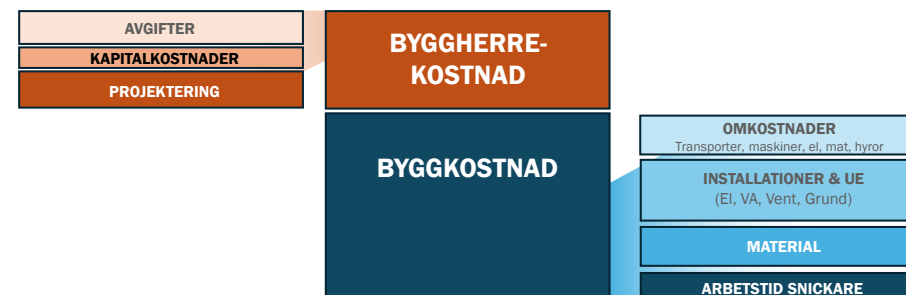 AVGIFTER
KAPITALKOSTNADER
PROJEKTERING
BYGGHERRE-
KOSTNAD
BYGGKOSTNAD
OMKOSTNADER
Transporter, maskiner, el, mat, hyror
INSTALLATIONER & UE
(El, VA, Vent, Grund)
MATERIAL
ARBETSTID SNICKARE